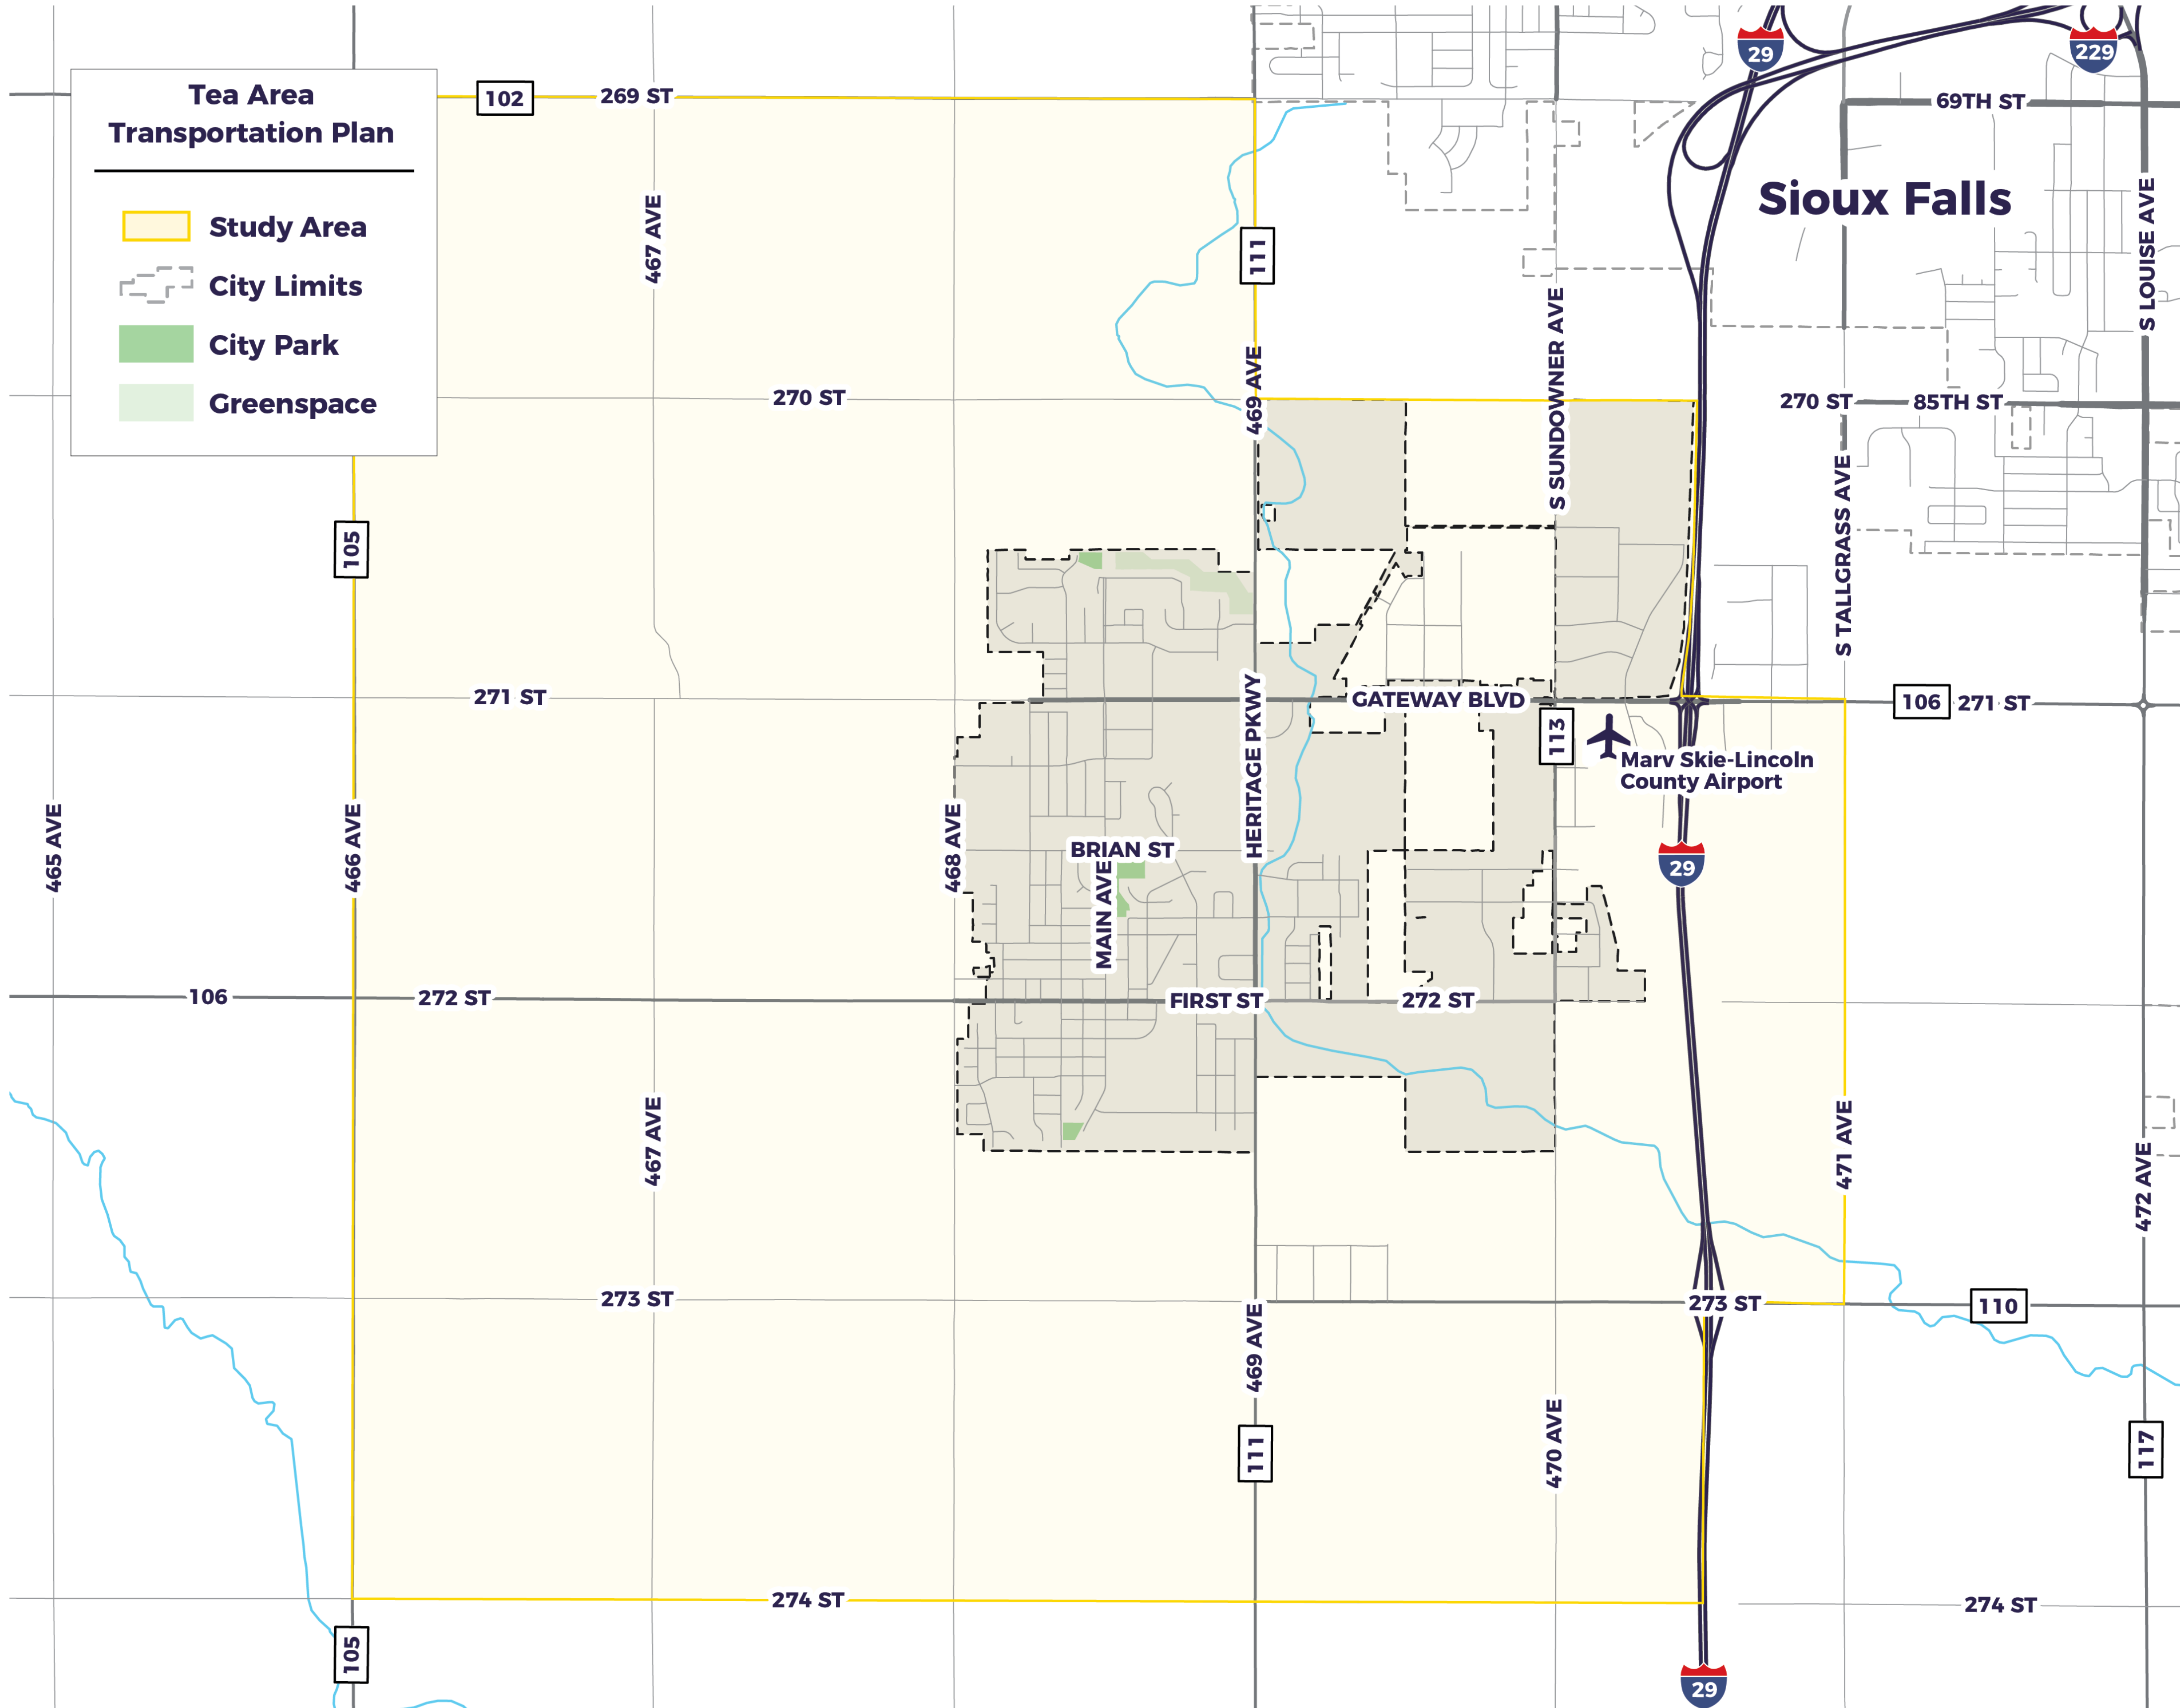 Tea Area
Transportation Plan
Study Area
City Limits
City Park
Greenspace
102
269 ST
29
229
69TH ST
Sioux Falls
467 AVE
111
S LOUISE AVE
469 AVE
S SUNDOWNER AVE
270 ST
270 ST
85TH ST
105
S TALLGRASS AVE
271 ST
HERITAGE PKWY
GATEWAY BLVD
113
106
271 ST
Marv Skie-Lincoln
County Airport
465 AVE
466 AVE
468 AVE
BRIAN ST
MAIN AVE
29
106
272 ST
FIRST ST
272 ST
467 AVE
471 AVE
472 AVE
273 ST
469 AVE
273 ST
110
111
470 AVE
117
274 ST
274 ST
105
29